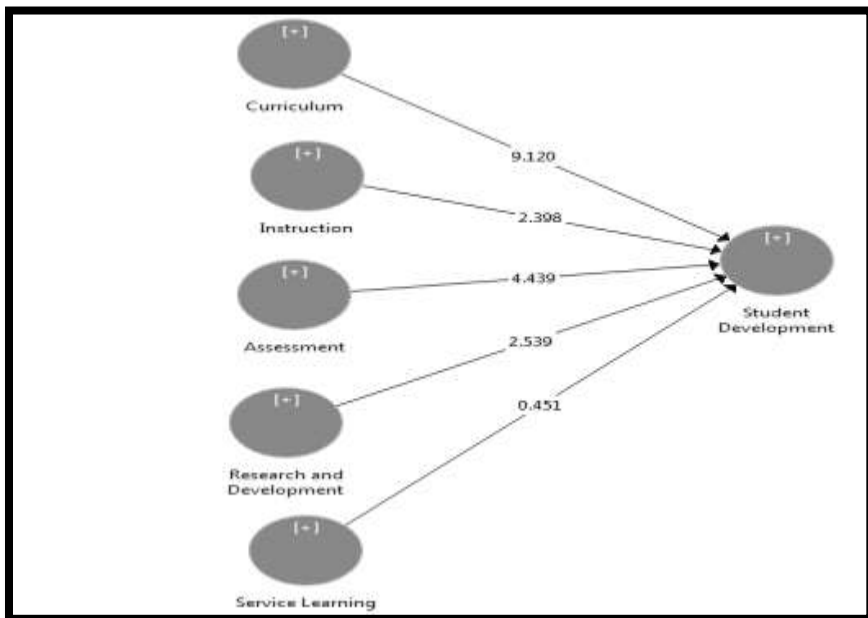 [+]
Curriculum
9.120
[+]
Instruction
2.398
[+]
Student
Development
[+]
Assessment
4.439
2.539
[+]
Research and
Development
0.451
[+]
Service Learning